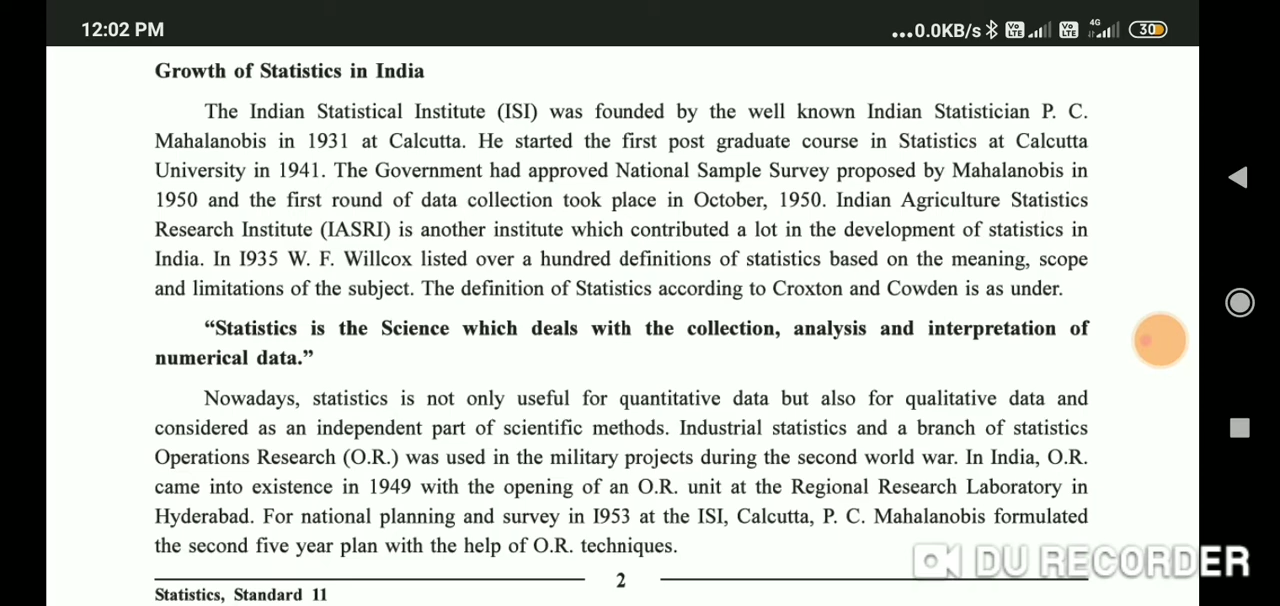 12:02 PM
...0.0KB/s Vo LTE Vo LTE 4G 30
Growth of Statistics in India
The Indian Statistical Institute (ISI) was founded by the well known Indian Statistician P. C.
Mahalanobis in 1931 at Calcutta. He started the first post graduate course in Statistics at Calcutta
University in 1941. The Government had approved National Sample Survey proposed by Mahalanobis in
1950 and the first round of data collection took place in October, 1950. Indian Agriculture Statistics
Research Institute (IASRI) is another institute which contributed a lot in the development of statistics in
India. In I935 W. F. Willcox listed over a hundred definitions of statistics based on the meaning, scope
and limitations of the subject. The definition of Statistics according to Croxton and Cowden is as under.
“Statistics is the Science which deals with the collection, analysis and interpretation of
numerical data.”
Nowadays, statistics is not only useful for quantitative data but also for qualitative data and
considered as an independent part of scientific methods. Industrial statistics and a branch of statistics
Operations Research (O.R.) was used in the military projects during the second world war. In India, O.R.
came into existence in 1949 with the opening of an O.R. unit at the Regional Research Laboratory in
Hyderabad. For national planning and survey in I953 at the ISI, Calcutta, P. C. Mahalanobis formulated
the second five year plan with the help of O.R. techniques.
DU RECORDER
2
Statistics, Standard 11